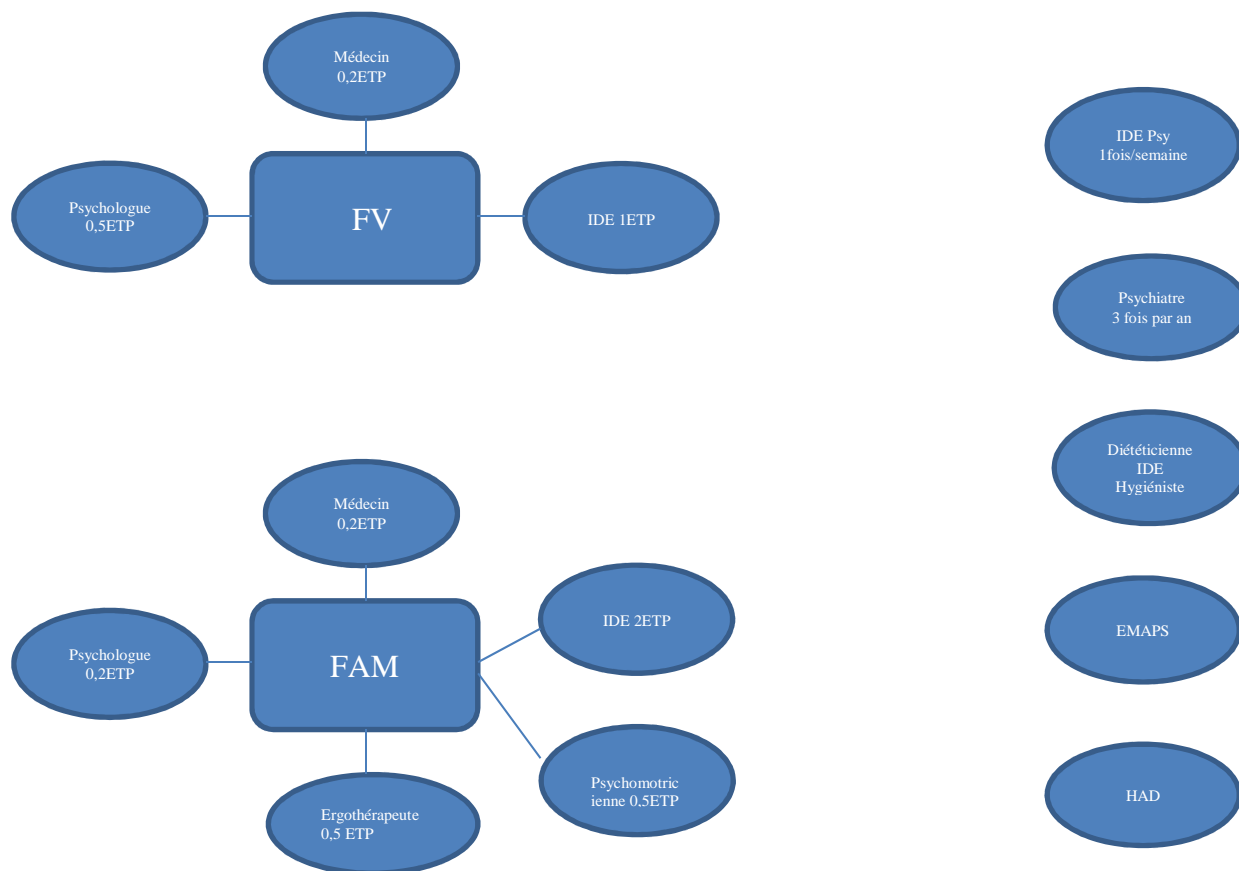 Médecin
0,2ETP
Psychologue
0,5ETP
FV
IDE 1ETP
Médecin
0,2ETP
Psychologue
0,2ETP
FAM
IDE 2ETP
Psychomotric
ienne 0,5ETP
Ergothérapeute
0,5 ETP
IDE Psy
1fois/semaine
Psychiatre
3 fois par an
Diététicienne
IDE
Hygiéniste
EMAPS
HAD